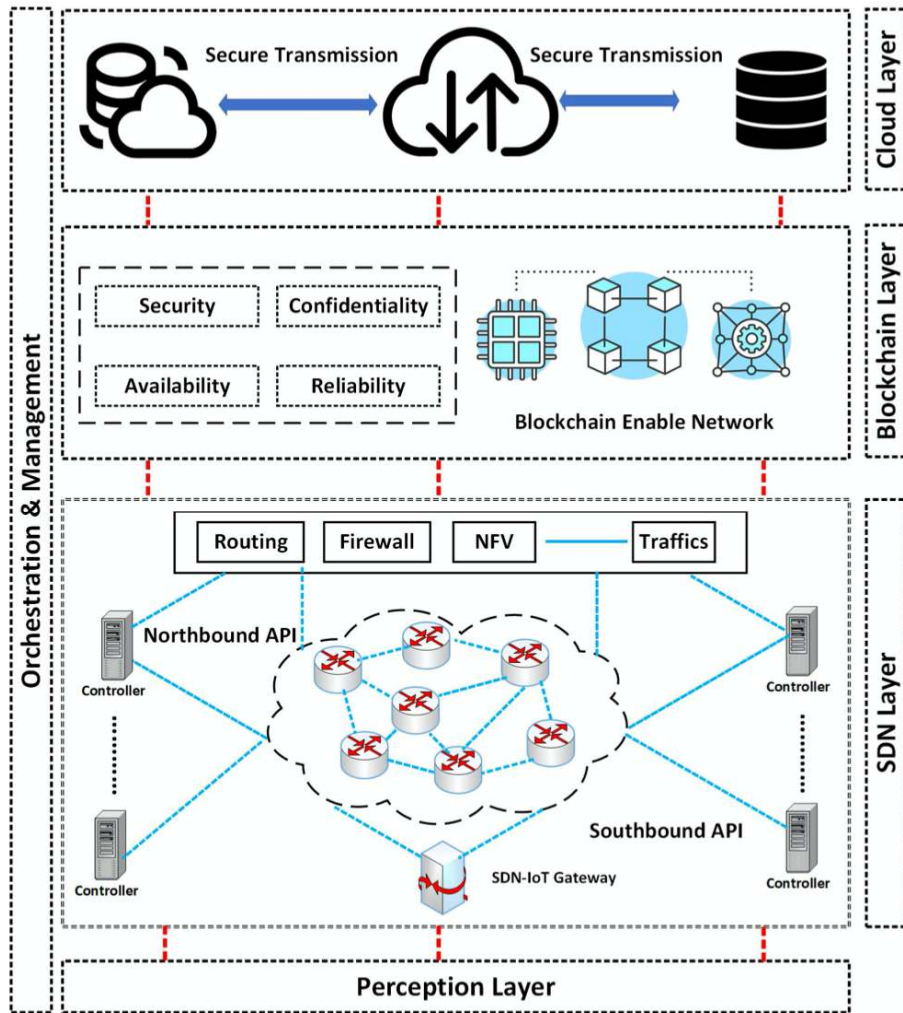 Orchestration & Management
Secure Transmission
Secure Transmission
Cloud Layer
Security
Confidentiality
Availability
Reliability
Blockchain Enable Network
Blockchain Layer
Routing
Firewall
NFV
Traffics
Northbound API
Controller
Controller
Controller
Controller
Southbound API
SDN-IoT Gateway
SDN Layer
Perception Layer